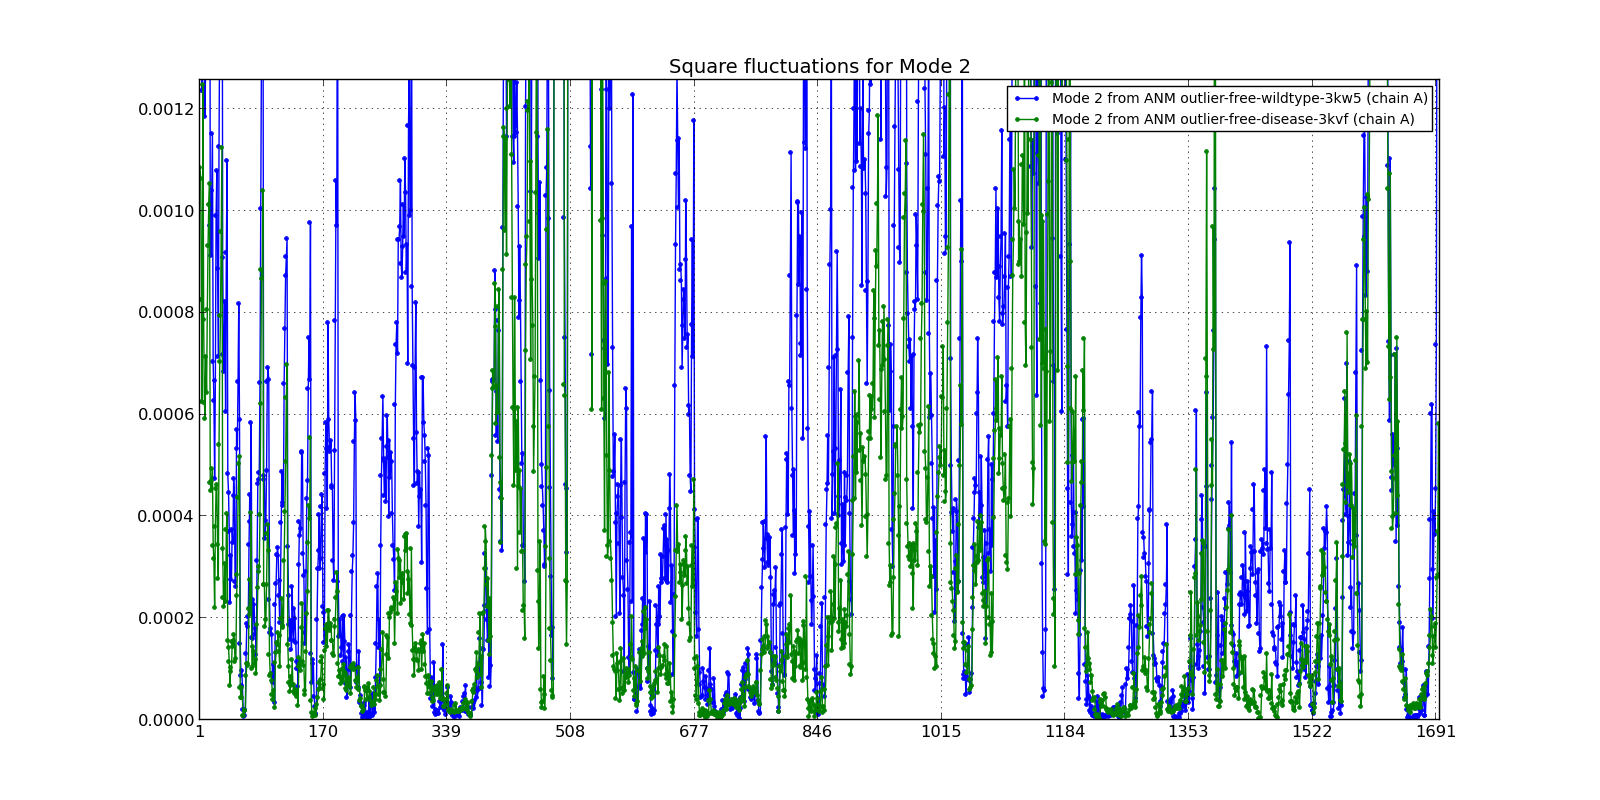 Square fluctuations for Mode 2
Mode 2 from ANM outlier-free-wildtype-3kw5 (chain A)
Mode 2 from ANM outlier-free-disease-3kvf (chain A)
0.0012
0.0010
0.0008
0.0006
0.0004
0.0002
0.0000
1 170 339 508 677 846 1015 1184 1353 1522 1691